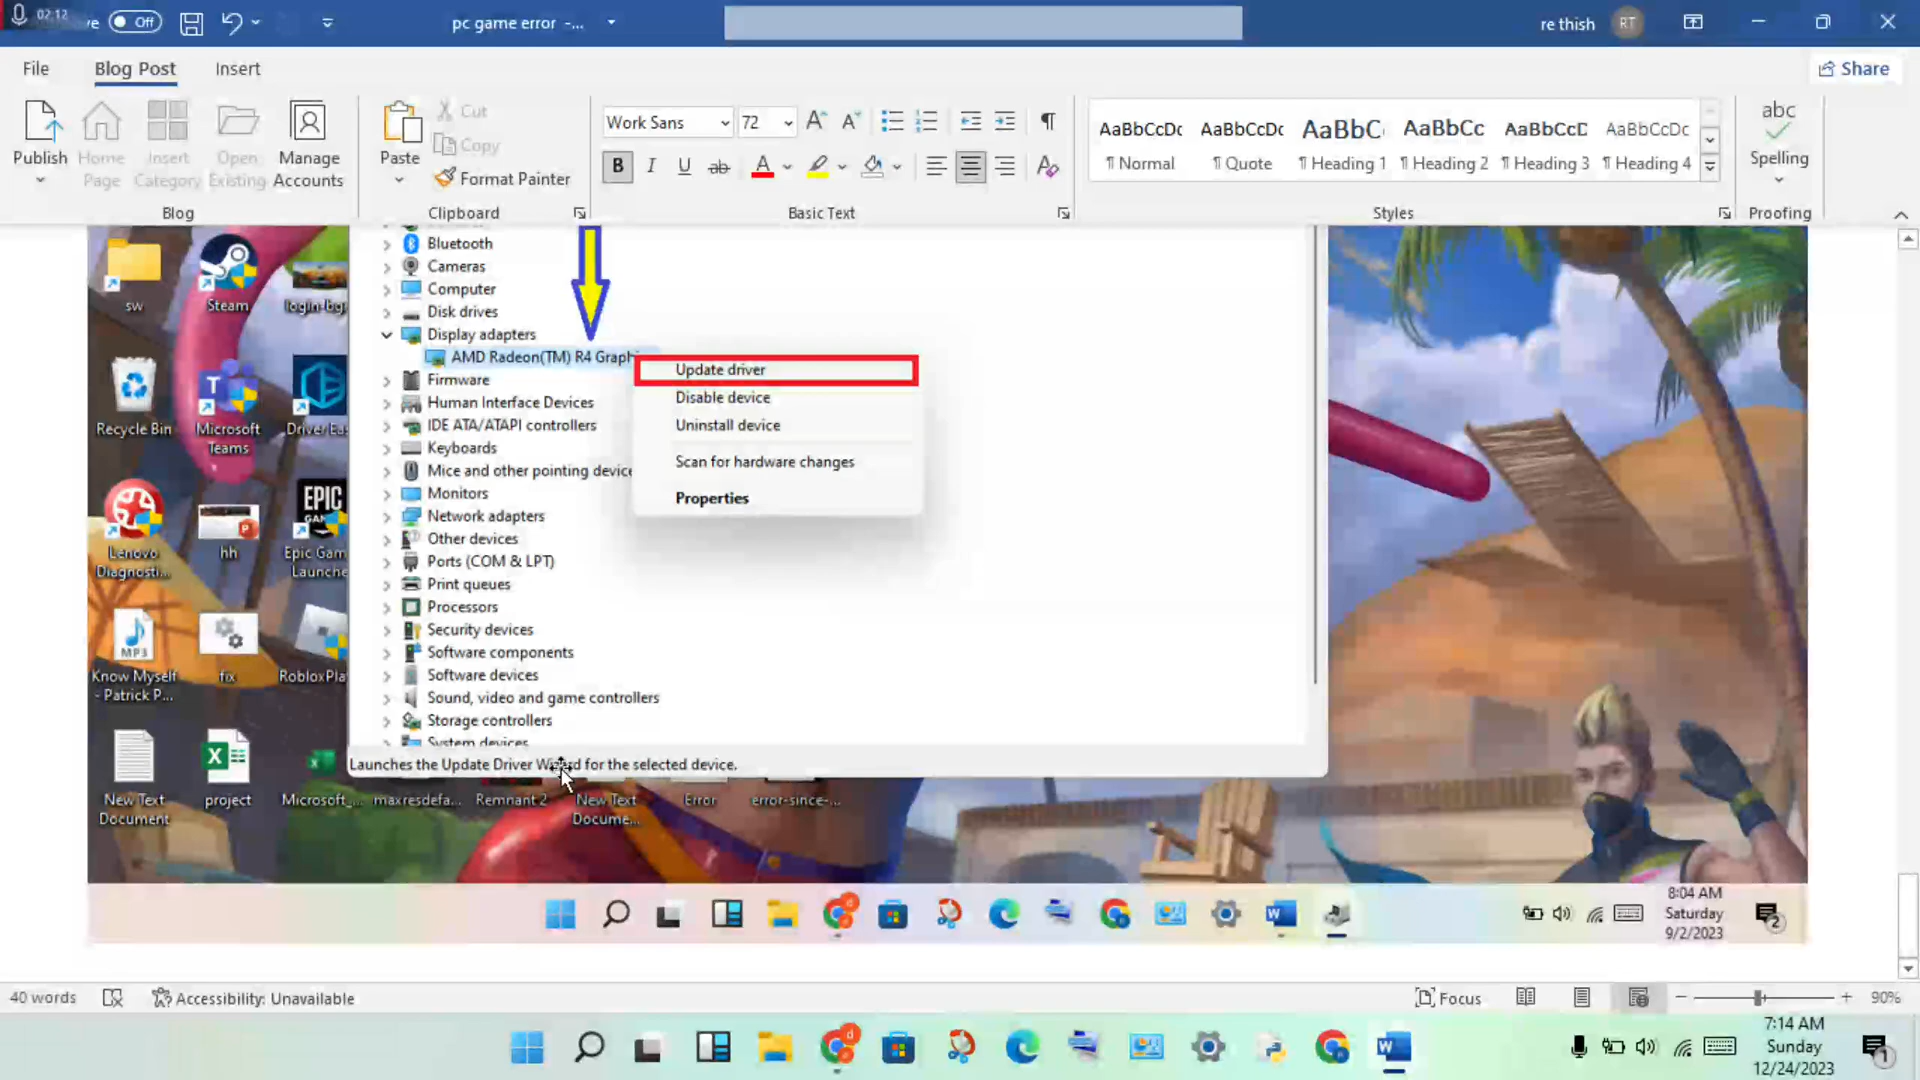 02:12
Off
pc game error -...
re thish
RT
File
Blog Post
Insert
Share
Publish
Home
Page
Insert
Category
Open
Existing
Manage
Accounts
Blog
Paste
Cut
Copy
Format Painter
Clipboard
Work Sans
72
Basic Text
AaBbCcDc
¶ Normal
AaBbCcDc
¶ Quote
AaBbC
¶ Heading 1
AaBbCc
¶ Heading 2
AaBbCcD
¶ Heading 3
AaBbCcDc
¶ Heading 4
Styles
abc
Spelling
Proofing
sw
Steam
Recycle Bin
Microsoft
Teams
Lenovo
Diagnosti...
hh
EPIC
Epic Gam
Launche
MP3
Know Myself
- Patrick P...
fix
RobloxPla
New Text
Document
project
Microsoft_...
maxresdefa...
Remnant 2
New Text
Docume...
Error
error-since-...
Bluetooth
Cameras
Computer
Disk drives
Display adapters
AMD Radeon(TM) R4 Graph
Firmware
Human Interface Devices
IDE ATA/ATAPI controllers
Keyboards
Mice and other pointing device
Monitors
Network adapters
Other devices
Ports (COM & LPT)
Print queues
Processors
Security devices
Software components
Software devices
Sound, video and game controllers
Storage controllers
System devices
Update driver
Disable device
Uninstall device
Scan for hardware changes
Properties
Launches the Update Driver Wizard for the selected device.
8:04 AM
Saturday
9/2/2023
2
40 words
Accessibility: Unavailable
Focus
90%
7:14 AM
Sunday
12/24/2023
1